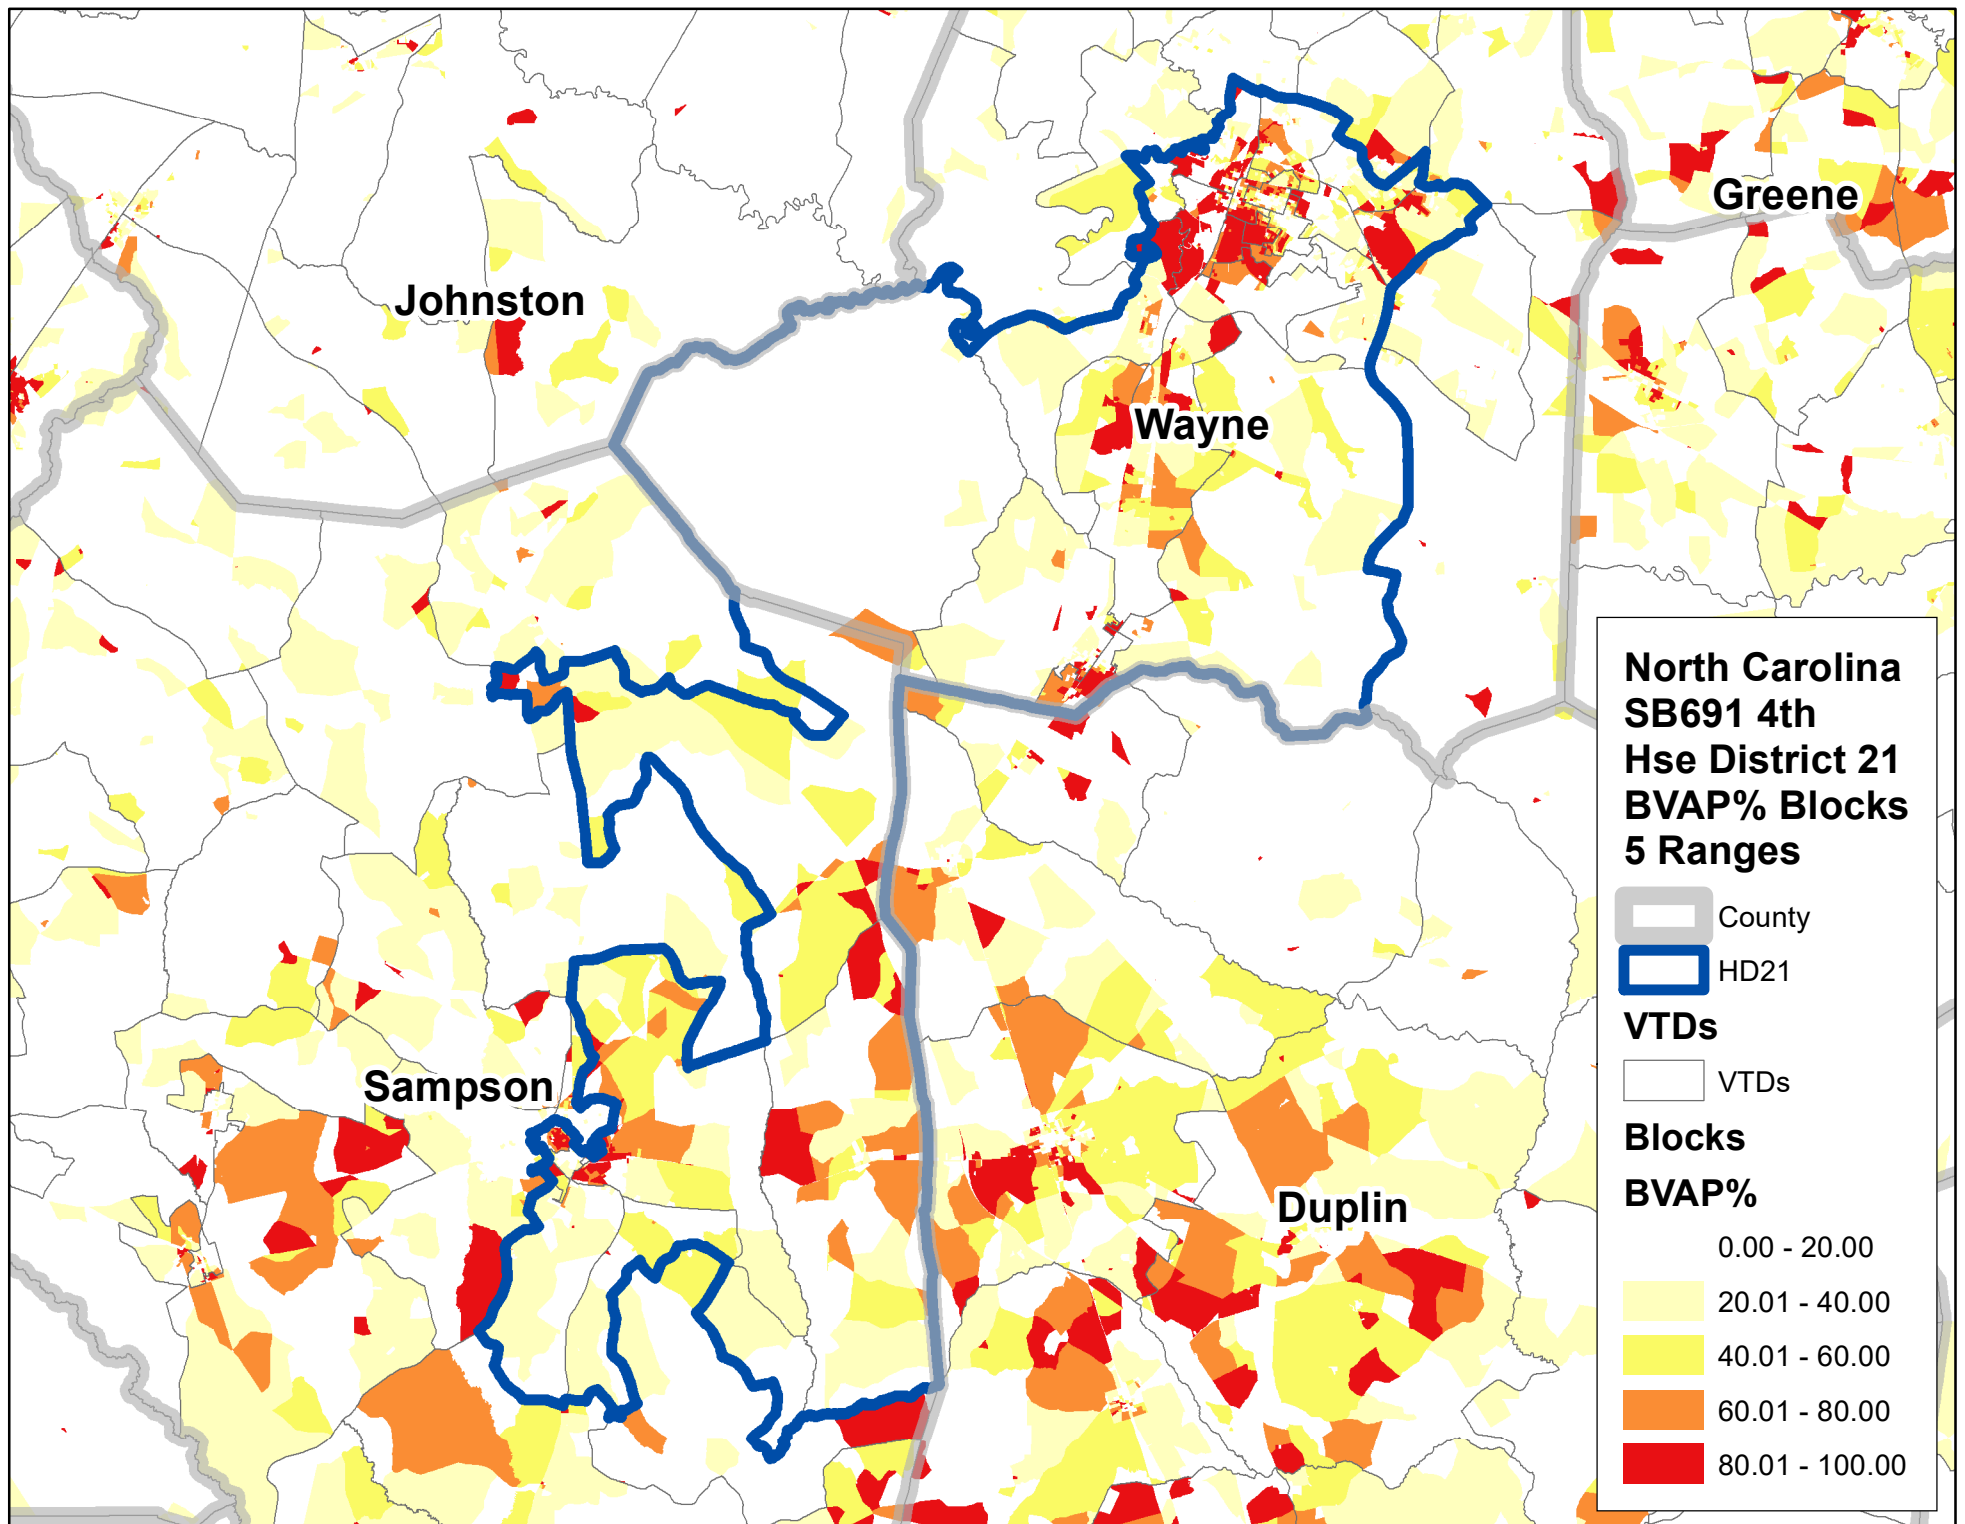 Greene
Johnston
Wayne
Sampson
Duplin
North Carolina
SB691 4th
Hse District 21
BVAP% Blocks
5 Ranges
County
HD21
VTDs
VTDs
Blocks
BVAP%
0.00 - 20.00
20.01 - 40.00
40.01 - 60.00
60.01 - 80.00
80.01 - 100.00